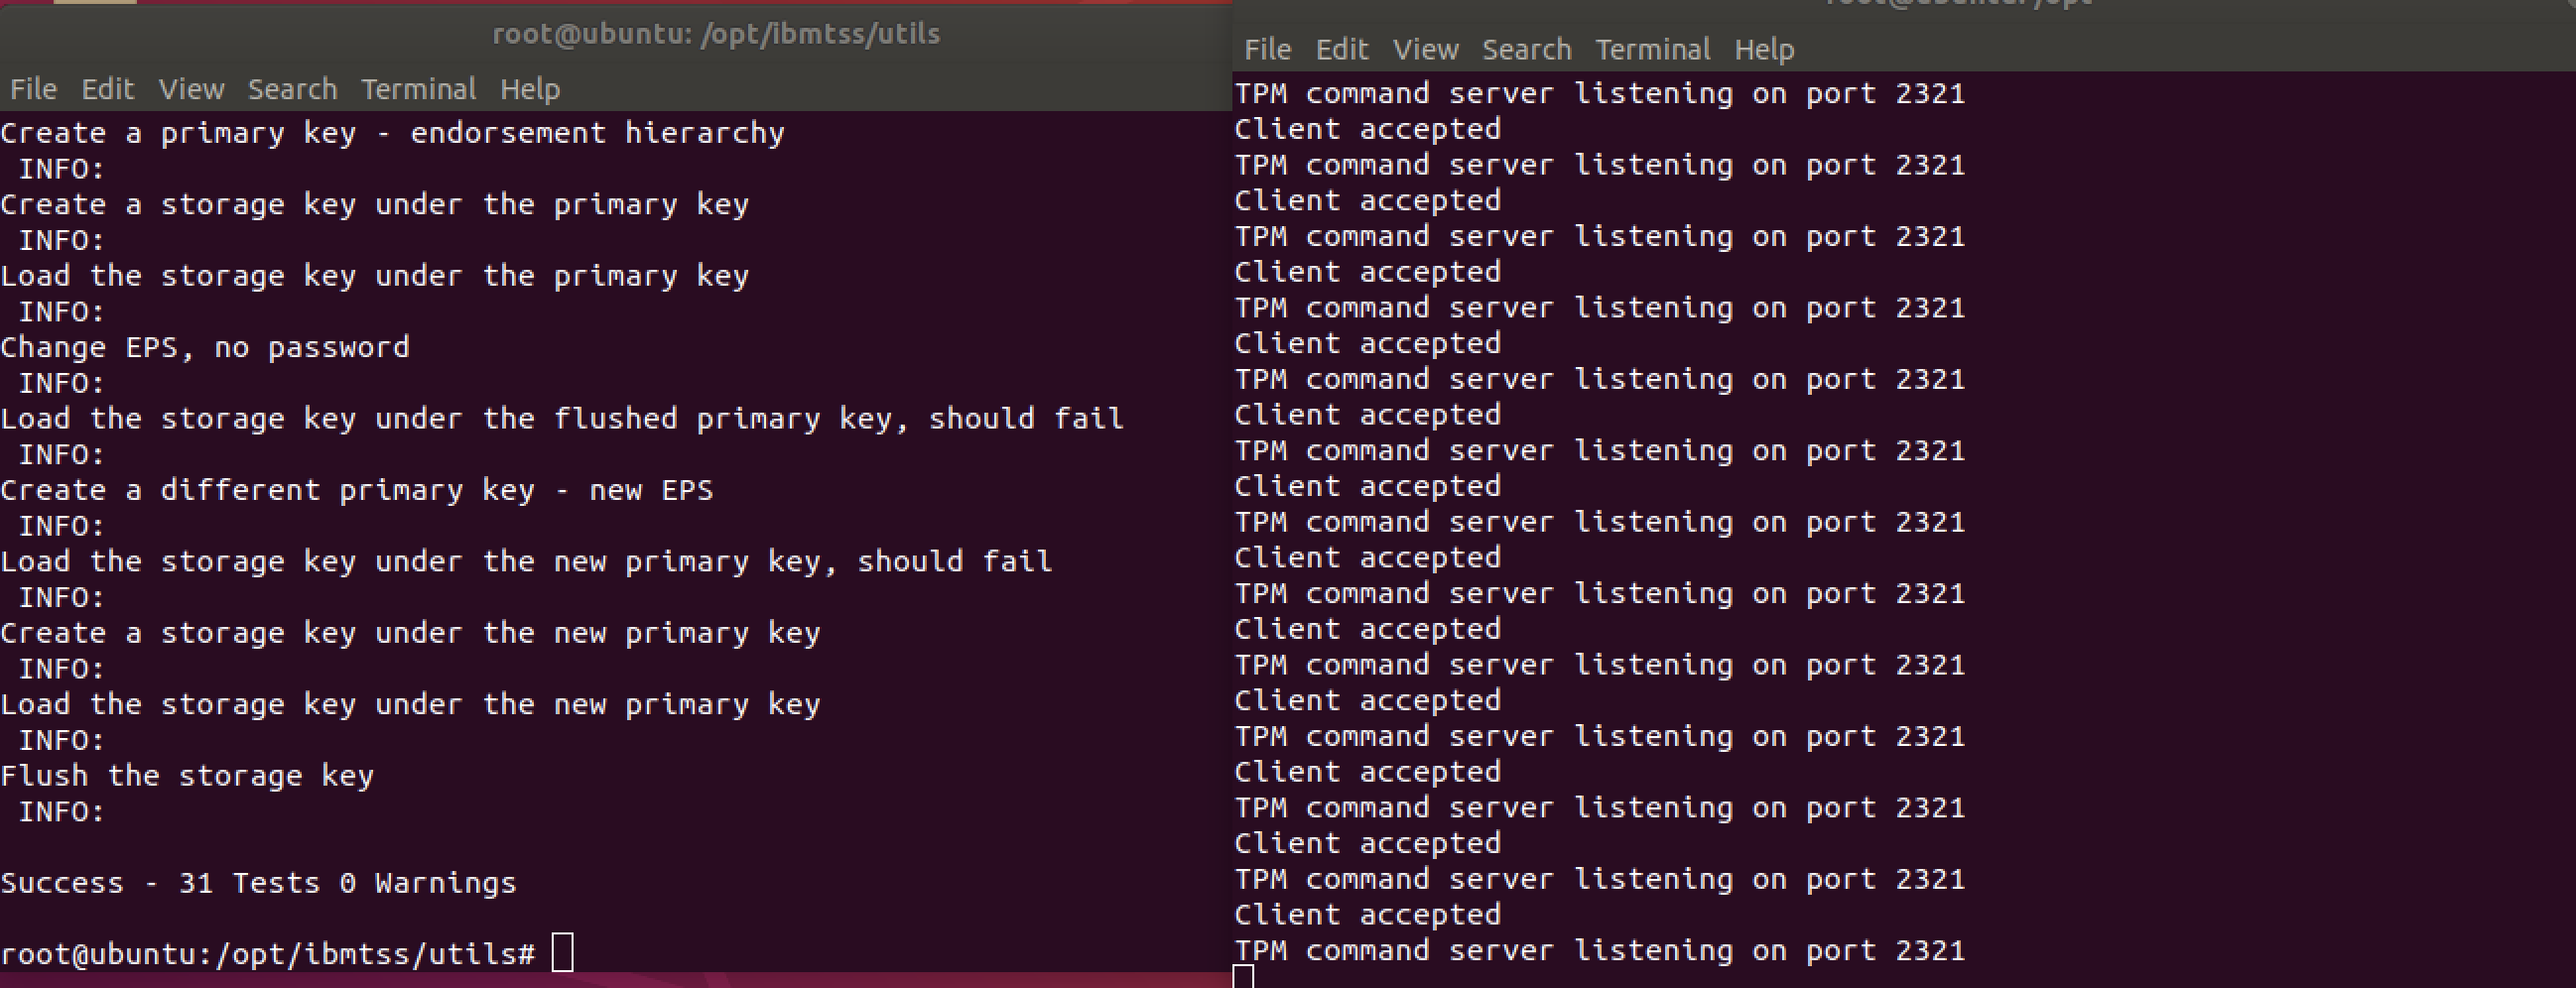 root@ubuntu: /opt/ibmtss/utils
File Edit View Search Terminal Help
Create a primary key - endorsement hierarchy
 INFO:
Create a storage key under the primary key
 INFO:
Load the storage key under the primary key
 INFO:
Change EPS, no password
 INFO:
Load the storage key under the flushed primary key, should fail
 INFO:
Create a different primary key - new EPS
 INFO:
Load the storage key under the new primary key, should fail
 INFO:
Create a storage key under the new primary key
 INFO:
Load the storage key under the new primary key
 INFO:
Flush the storage key
 INFO:
Success - 31 Tests 0 Warnings
root@ubuntu:/opt/ibmtss/utils#
root@ubuntu:/opt
File Edit View Search Terminal Help
TPM command server listening on port 2321
Client accepted
TPM command server listening on port 2321
Client accepted
TPM command server listening on port 2321
Client accepted
TPM command server listening on port 2321
Client accepted
TPM command server listening on port 2321
Client accepted
TPM command server listening on port 2321
Client accepted
TPM command server listening on port 2321
Client accepted
TPM command server listening on port 2321
Client accepted
TPM command server listening on port 2321
Client accepted
TPM command server listening on port 2321
Client accepted
TPM command server listening on port 2321
Client accepted
TPM command server listening on port 2321
Client accepted
TPM command server listening on port 2321